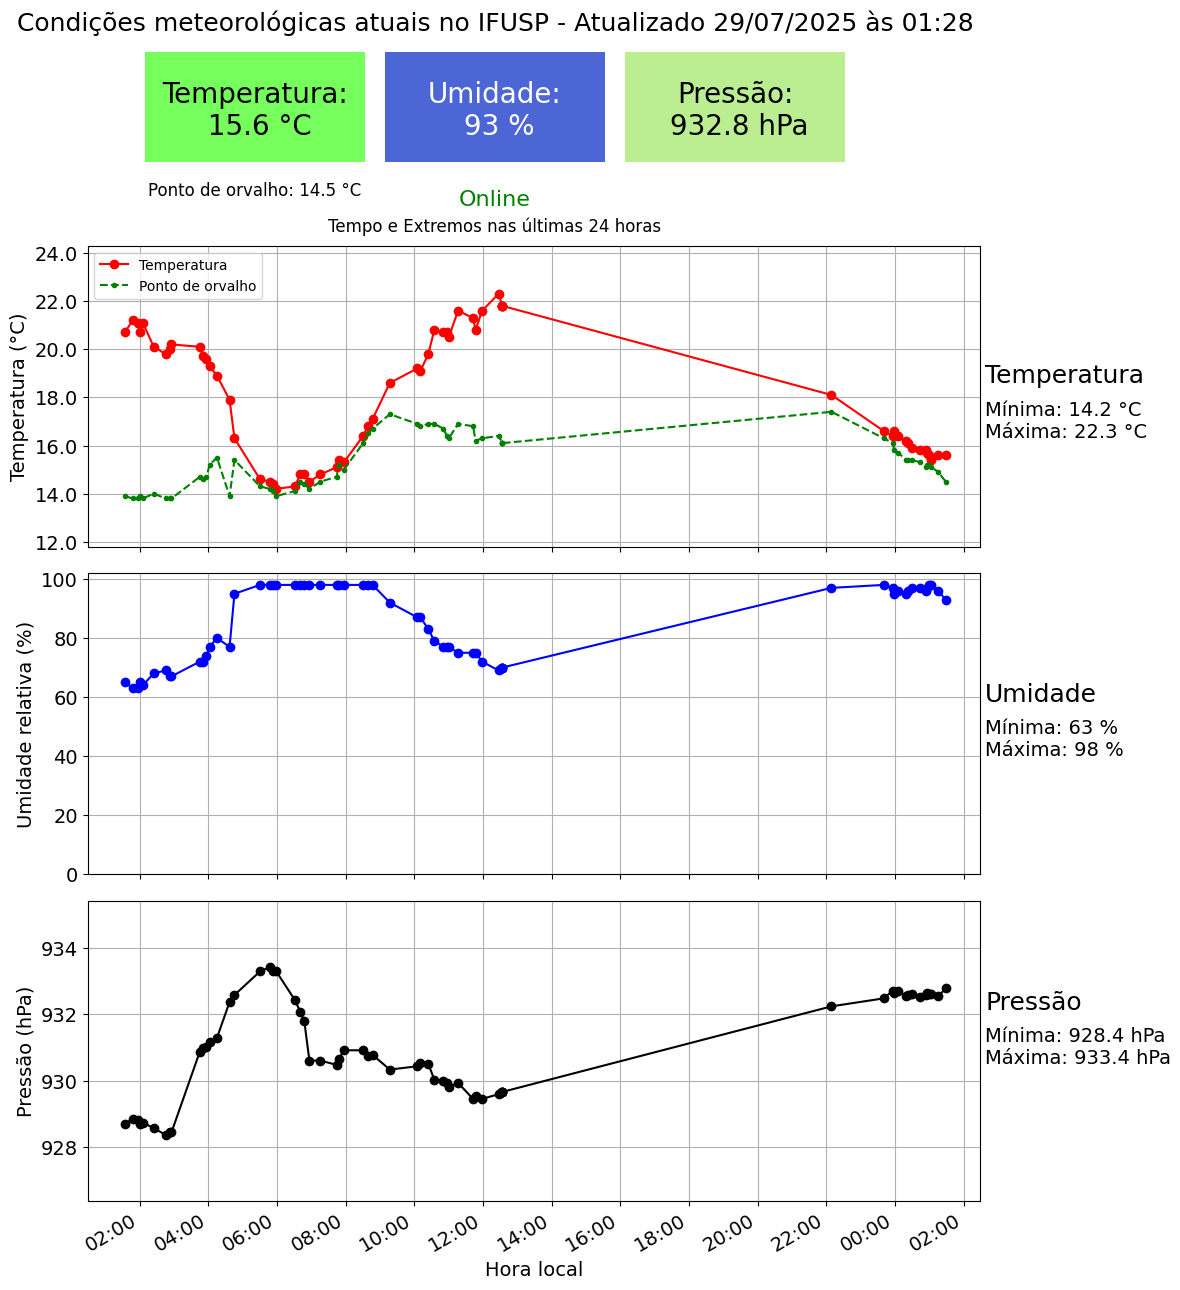 Condições meteorológicas atuais no IFUSP - Atualizado 29/07/2025 às 01:28
Temperatura:
15.6 °C
Umidade:
93 %
Pressão:
932.8 hPa
Ponto de orvalho: 14.5 °C
Online
Tempo e Extremos nas últimas 24 horas
Temperatura (°C)
24.0
22.0
20.0
18.0
16.0
14.0
12.0
Temperatura
Ponto de orvalho
Temperatura
Mínima: 14.2 °C
Máxima: 22.3 °C
Umidade relativa (%)
100
80
60
40
20
0
Umidade
Mínima: 63 %
Máxima: 98 %
Pressão (hPa)
934
932
930
928
Pressão
Mínima: 928.4 hPa
Máxima: 933.4 hPa
02:00
04:00
06:00
08:00
10:00
12:00
14:00
16:00
18:00
20:00
22:00
00:00
02:00
Hora local